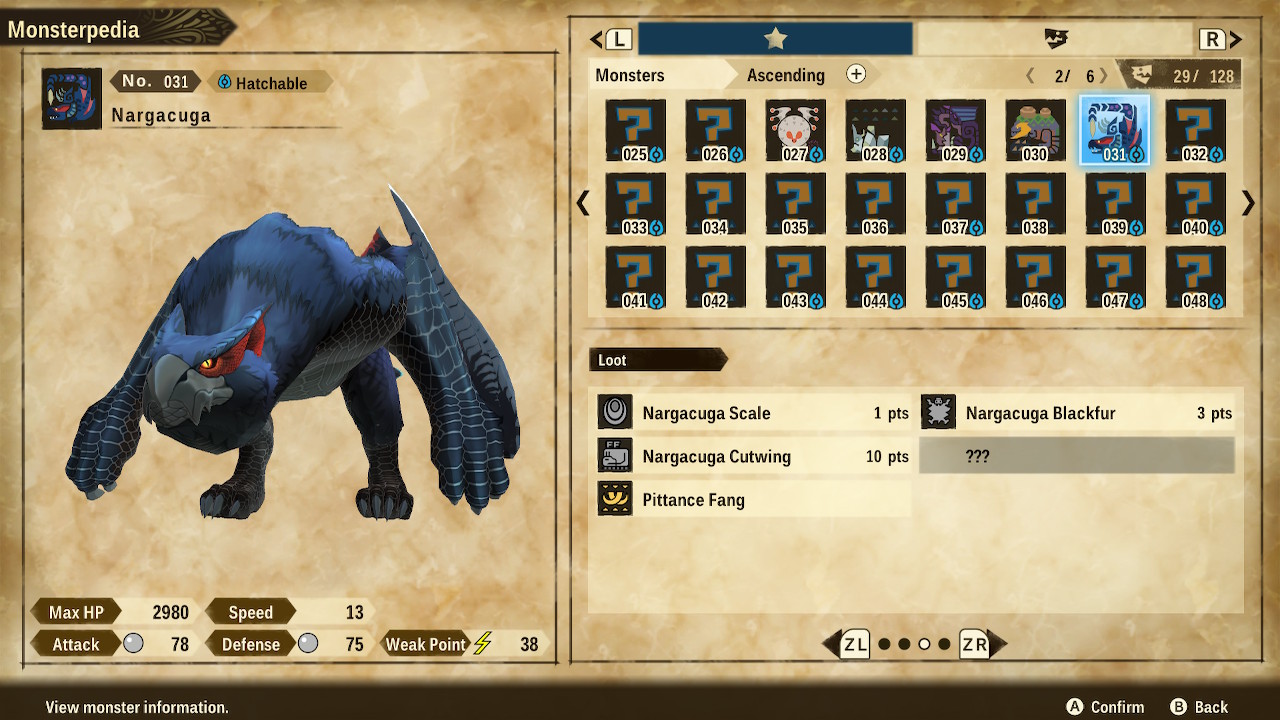 Monsterpedia
No. 031
Hatchable
Nargacuga
L
R
Monsters
Ascending
2/ 6
29/ 128
025
026
027
028
029
030
031
032
033
034
035
036
037
038
039
040
041
042
043
044
045
046
047
048
Loot
Nargacuga Scale 1 pts
Nargacuga Blackfur 3 pts
FF
Nargacuga Cutwing 10 pts
???
Pittance Fang
Max HP 2980
Speed 13
Attack 78
Defense 75
Weak Point 38
ZL
ZR
View monster information.
A Confirm
B Back